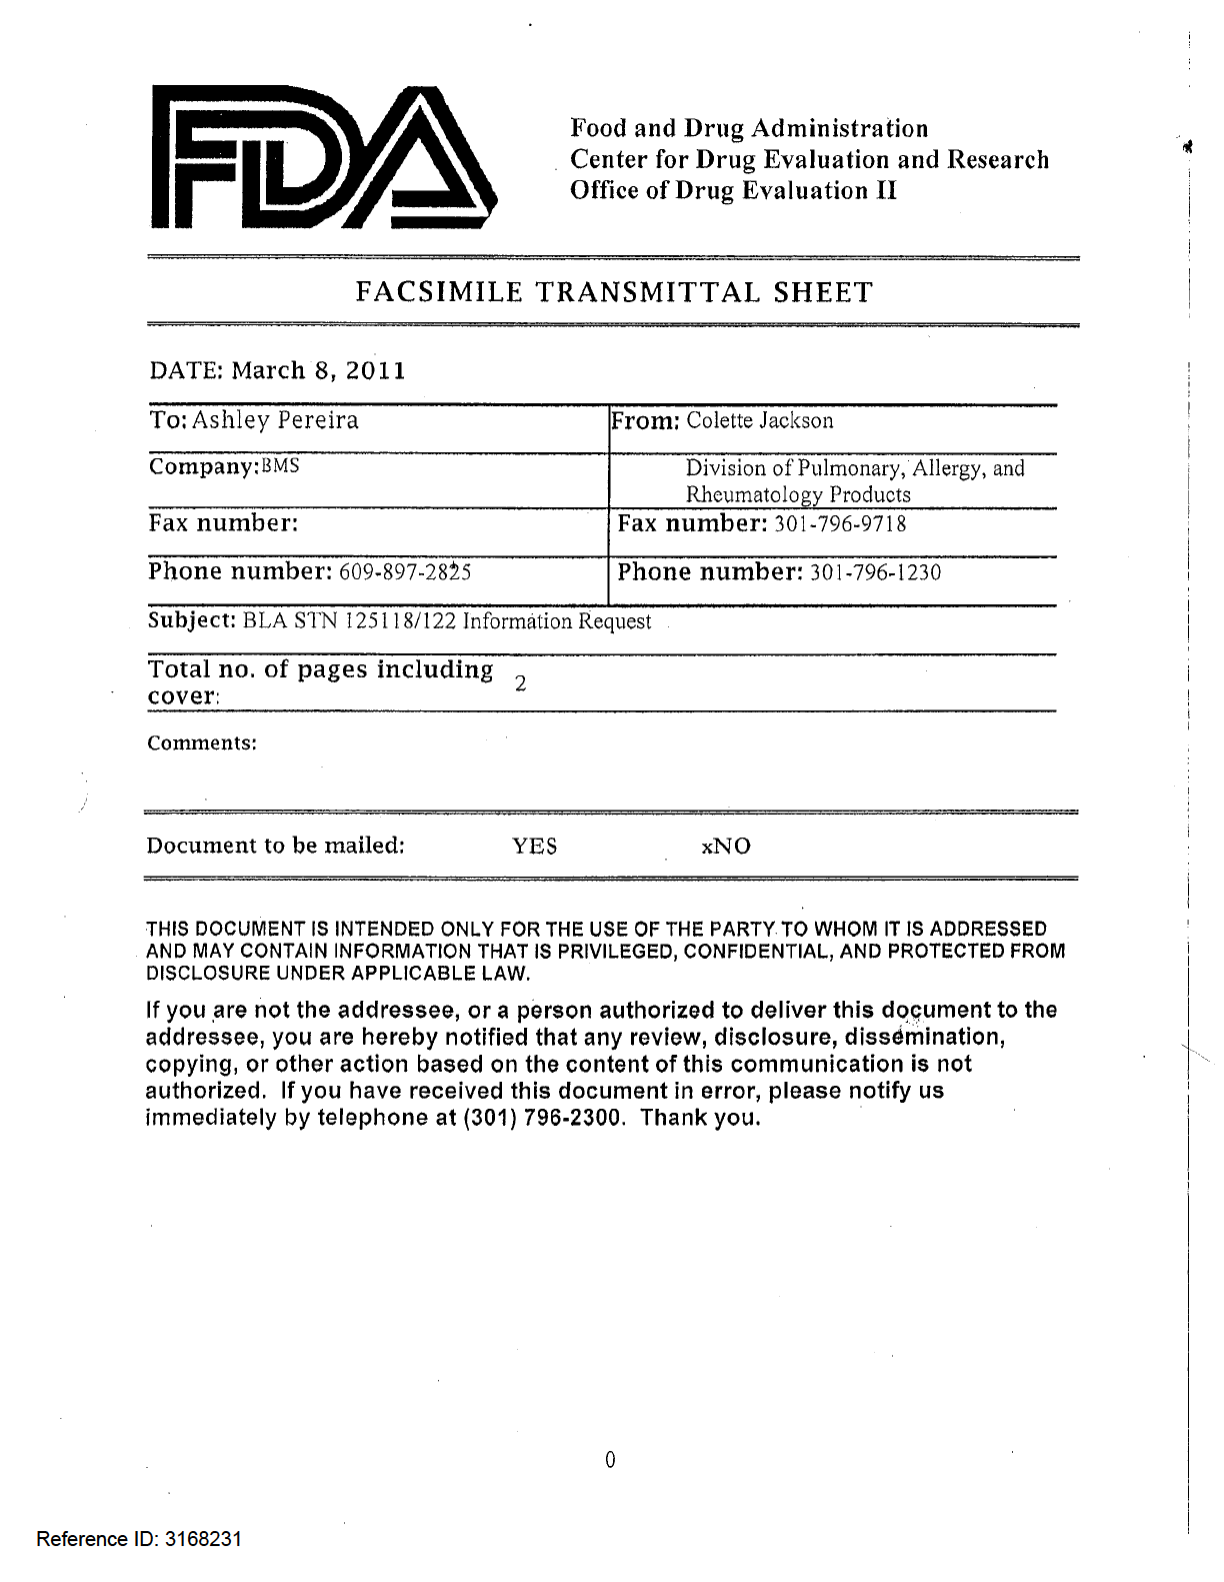 FDA
Food and Drug Administration
Center for Drug Evaluation and Research
Office of Drug Evaluation II
FACSIMILE TRANSMITTAL SHEET
DATE: March 8, 2011
To: Ashley Pereira
From: Colette Jackson
Company:BMS
Division of Pulmonary, Allergy, and
Rheumatology Products
Fax number:
Fax number: 301-796-9718
Phone number: 609-897-2825
Phone number: 301-796-1230
Subject: BLA STN 125118/122 Information Request
Total no. of pages including
cover:
2
Comments:
Document to be mailed: YES xNO
THIS DOCUMENT IS INTENDED ONLY FOR THE USE OF THE PARTY TO WHOM IT IS ADDRESSED
AND MAY CONTAIN INFORMATION THAT IS PRIVILEGED, CONFIDENTIAL, AND PROTECTED FROM
DISCLOSURE UNDER APPLICABLE LAW.
If you are not the addressee, or a person authorized to deliver this document to the
addressee, you are hereby notified that any review, disclosure, dissemination,
copying, or other action based on the content of this communication is not
authorized. If you have received this document in error, please notify us
immediately by telephone at (301) 796-2300. Thank you.
0
Reference ID: 3168231